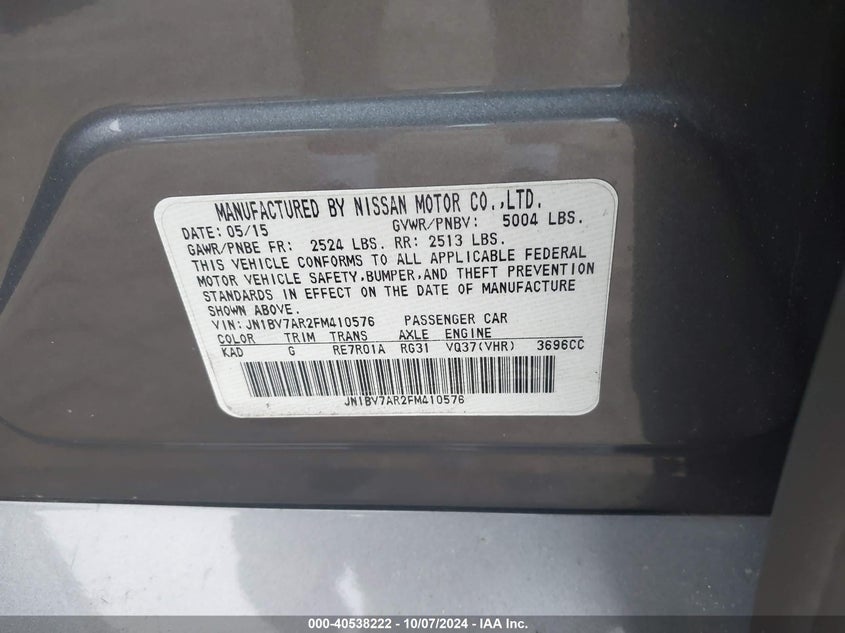 MANUFACTURED BY NISSAN MOTOR CO.,LTD.
DATE: 05/15 GVWR/PNBV: 5004 LBS.
GAWR/PNBE FR: 2524 LBS. RR: 2513 LBS.
THIS VEHICLE CONFORMS TO ALL APPLICABLE FEDERAL
MOTOR VEHICLE SAFETY,BUMPER,AND THEFT PREVENTION
STANDARDS IN EFFECT ON THE DATE OF MANUFACTURE
SHOWN ABOVE.
VIN: JN1BV7AR2FM410576 PASSENGER CAR
COLOR TRIM TRANS AXLE ENGINE
KAD G RE7R01A RG31 VQ37(VHR) 3696CC
JN1BV7AR2FM410576
000-40538222 - 10/07/2024 - IAA Inc.